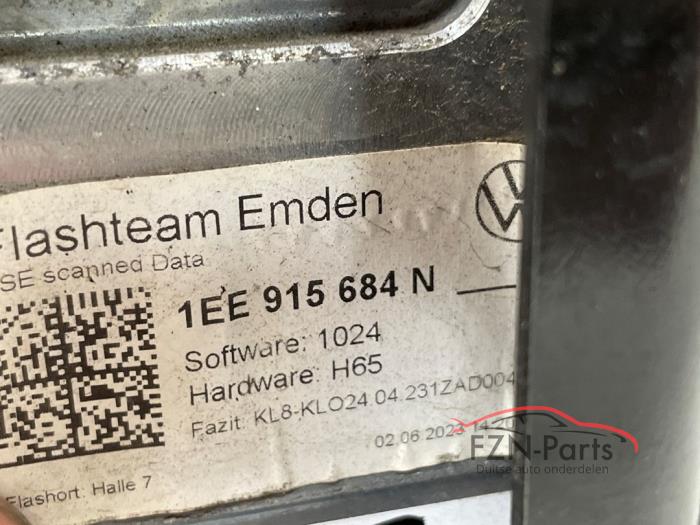 Flashteam Emden
SE scanned Data
1EE 915 684 N
Software: 1024
Hardware: H65
Fazit: KL8-KLO24.04.231ZAD004
02.06.2023
Flashort: Halle 7
FZN-Parts
Duitse auto onderdelen